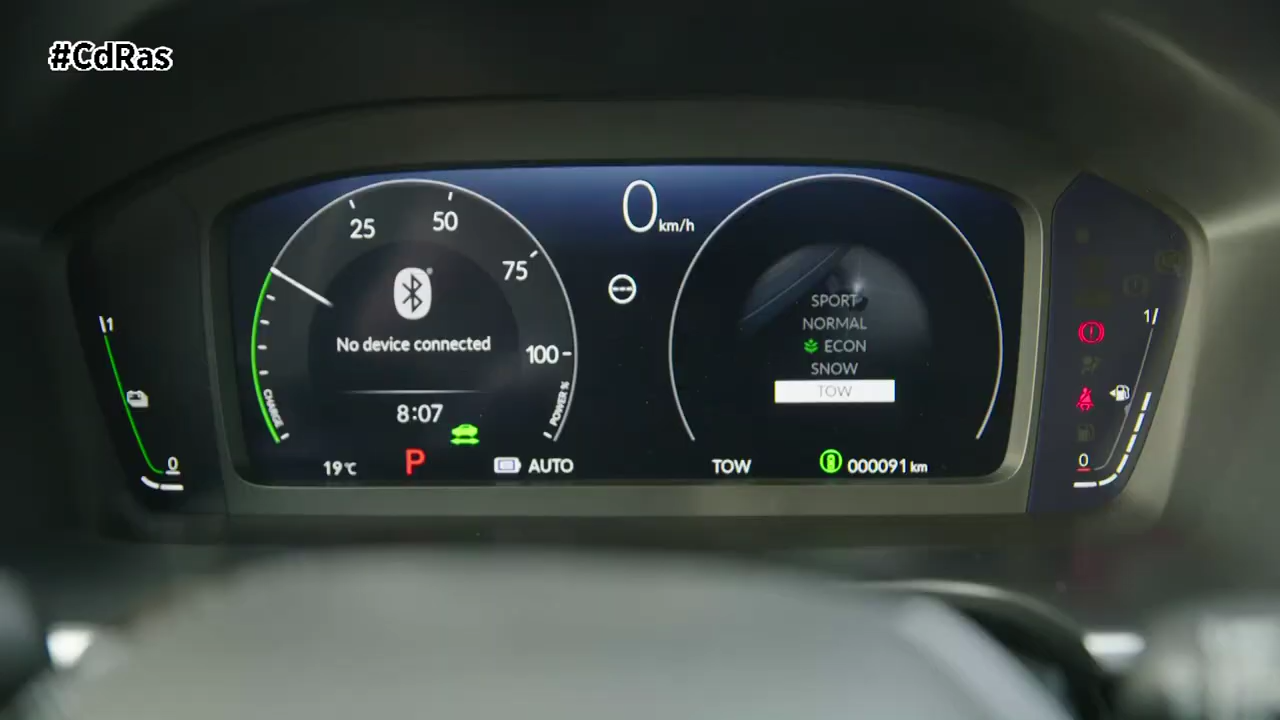 #CdRas
0 km/h
25
50
75
100
CHARGE
POWER %
No device connected
8:07
19℃
P
AUTO
SPORT
NORMAL
ECON
SNOW
TOW
TOW
000091 km
1
0
1
0